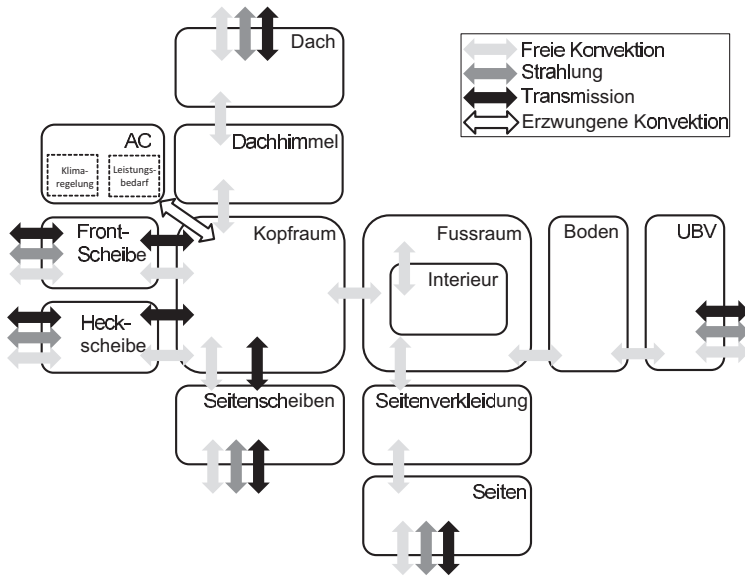 Dach
Freie Konvektion
Strahlung
Transmission
Erzwungene Konvektion
AC
Klima-
regelung
Leistungs-
bedarf
Dachhimmel
Front-
Scheibe
Kopfraum
Fussraum
Boden
UBV
Interieur
Heck-
scheibe
Seitenscheiben
Seitenverkleidung
Seiten